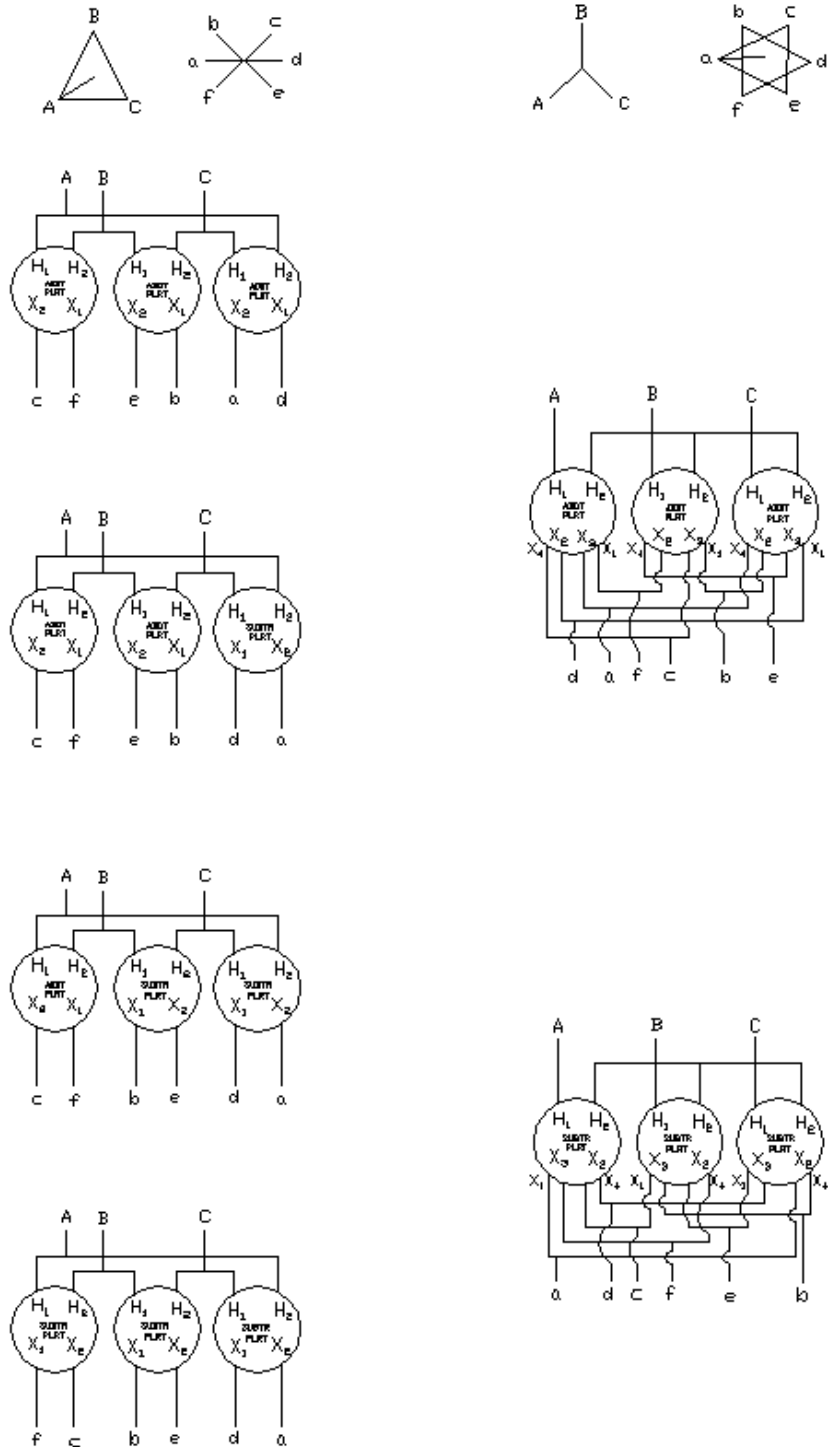 B B
b c b c
a d a d
A C f e A C f e
A B C
H₁ H₂ H₁ H₂ H₁ H₂
ADDT PLRT ADDT PLRT ADDT PLRT
X₂ X₁ X₂ X₁ X₂ X₁
c f e b a d
A B C
H₁ H₂ H₁ H₂ H₁ H₂
ADDT PLRT ADDT PLRT ADDT PLRT
X₂ X₃ X₂ X₃ X₂ X₃
X₄ X₁ X₄ X₁ X₄ X₁
d a f c b e
A B C
H₁ H₂ H₁ H₂ H₁ H₂
ADDT PLRT ADDT PLRT SUBTR PLRT
X₂ X₁ X₂ X₁ X₁ X₂
c f e b d a
A B C
H₁ H₂ H₁ H₂ H₁ H₂
ADDT PLRT SUBTR PLRT SUBTR PLRT
X₂ X₁ X₁ X₂ X₁ X₂
c f b e d a
A B C
H₁ H₂ H₁ H₂ H₁ H₂
SUBTR PLRT SUBTR PLRT SUBTR PLRT
X₃ X₂ X₃ X₂ X₃ X₂
X₁ X₄ X₁ X₄ X₁ X₄
a d c f e b
A B C
H₁ H₂ H₁ H₂ H₁ H₂
SUBTR PLRT SUBTR PLRT SUBTR PLRT
X₁ X₂ X₁ X₂ X₁ X₂
f c b e d a